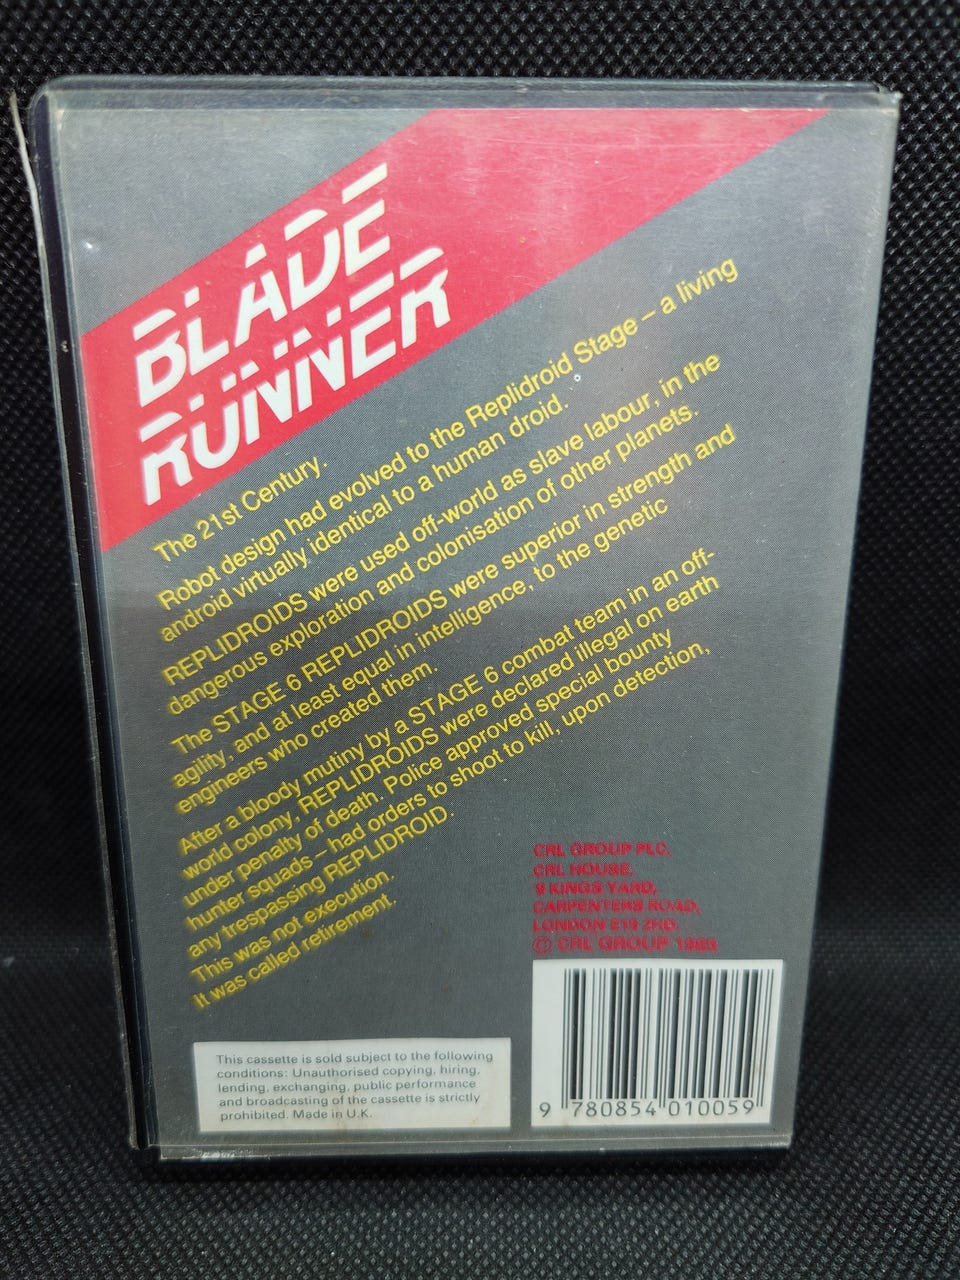 BLADE
RUNNER
The 21st Century.
Robot design had evolved to the Replidroid Stage – a living
android virtually identical to a human droid.
REPLIDROIDS were used off-world as slave labour, in the
dangerous exploration and colonisation of other planets.
The STAGE 6 REPLIDROIDS were superior in strength and
agility, and at least equal in intelligence, to the genetic
engineers who created them.
After a bloody mutiny by a STAGE 6 combat team in an off-
world colony, REPLIDROIDS were declared illegal on earth
under penalty of death. Police approved special bounty
hunter squads – had orders to shoot to kill, upon detection,
any trespassing REPLIDROID.
This was not execution.
It was called retirement.
CRL GROUP PLC.
CRL HOUSE,
9 KINGS YARD,
CARPENTERS ROAD,
LONDON E15 2HD.
© CRL GROUP
This cassette is sold subject to the following
conditions: Unauthorised copying, hiring,
lending, exchanging, public performance
and broadcasting of the cassette is strictly
prohibited. Made in U.K.
9 780854 010059